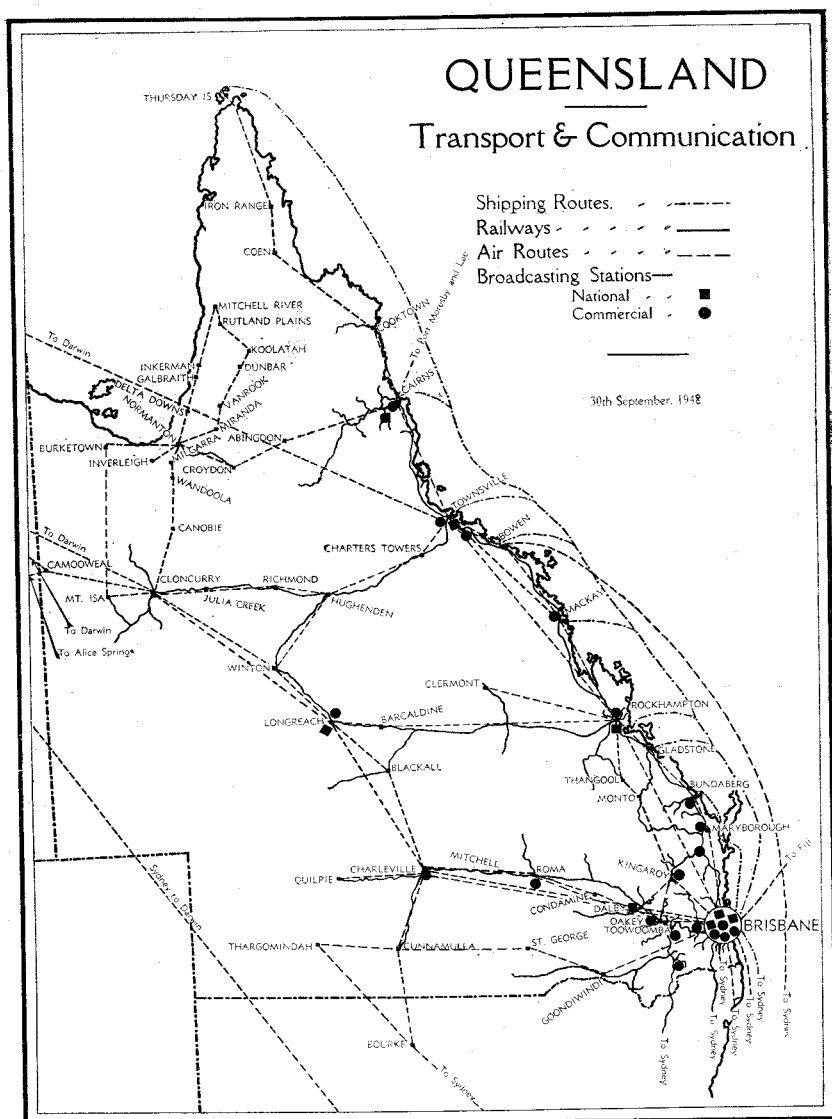 QUEENSLAND
Transport & Communication
Shipping Routes.
Railways
Air Routes
Broadcasting Stations
National
Commercial
30th September, 1948
THURSDAY IS
IRON RANGE
COEN
MITCHELL RIVER
RUTLAND PLAINS
COOKTOWN
To Port Moresby and Lae
To Darwin
KOOLATAH
INKERMAN
DUNBAR
GALBRAITH
CAIRNS
DELTA DOWNS
VANROOK
NORMANTON
MIRANDA
MILGARRA
ABINGDON
BURKETOWN
INVERLEIGH
CROYDON
WANDOOLA
TOWNSVILLE
CANOBIE
BOWEN
To Darwin
CHARTERS TOWERS
CAMOOWEAL
CLONCURRY
RICHMOND
MT. ISA
JULIA CREEK
HUGHENDEN
MACKAY
To Darwin
To Alice Springs
WINTON
CLERMONT
ROCKHAMPTON
LONGREACH
BARCALDINE
GLADSTONE
BLACKALL
THANGOOL
BUNDABERG
MONTO
MARYBOROUGH
To Fiji
CHARLEVILLE
MITCHELL
ROMA
KINGAROY
QUILPIE
Sydney to Darwin
CONDAMINE
DALBY
OAKEY
TOOWOOMBA
BRISBANE
THARGOMINDAH
CUNNAMULLA
ST. GEORGE
GOONDIWINDI
BOURKE
To Sydney
To Sydney
To Sydney
To Sydney
To Sydney
To Sydney
To Sydney
To Sydney